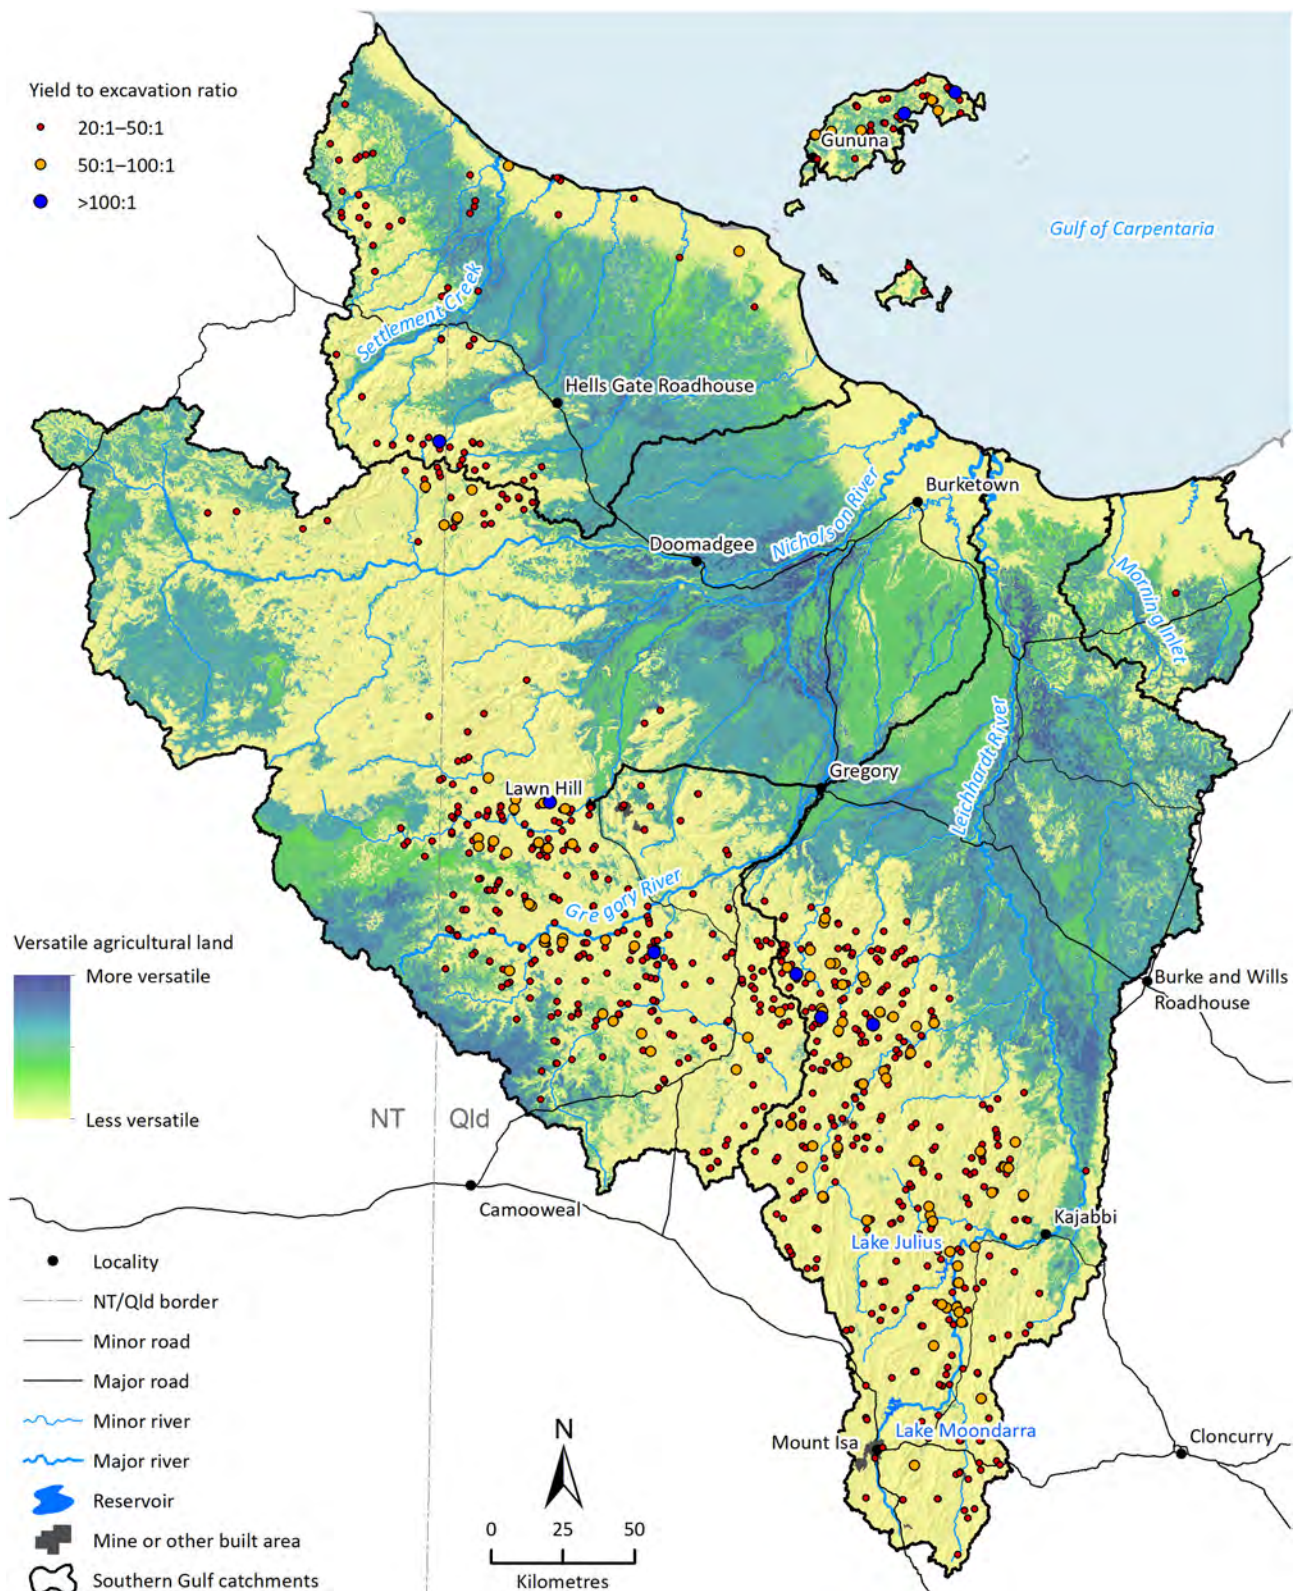 Yield to excavation ratio
20:1–50:1
50:1–100:1
>100:1
Gununa
Gulf of Carpentaria
Settlement Creek
Hells Gate Roadhouse
Burketown
Nicholson River
Doomadgee
Morning Inlet
Leichhardt River
Gregory
Lawn Hill
Gregory River
Versatile agricultural land
More versatile
Less versatile
Burke and Wills
Roadhouse
NT
Qld
Camooweal
Kajabbi
Lake Julius
Lake Moondarra
Mount Isa
Cloncurry
Locality
NT/Qld border
Minor road
Major road
Minor river
Major river
Reservoir
Mine or other built area
Southern Gulf catchments
N
0 25 50
Kilometres